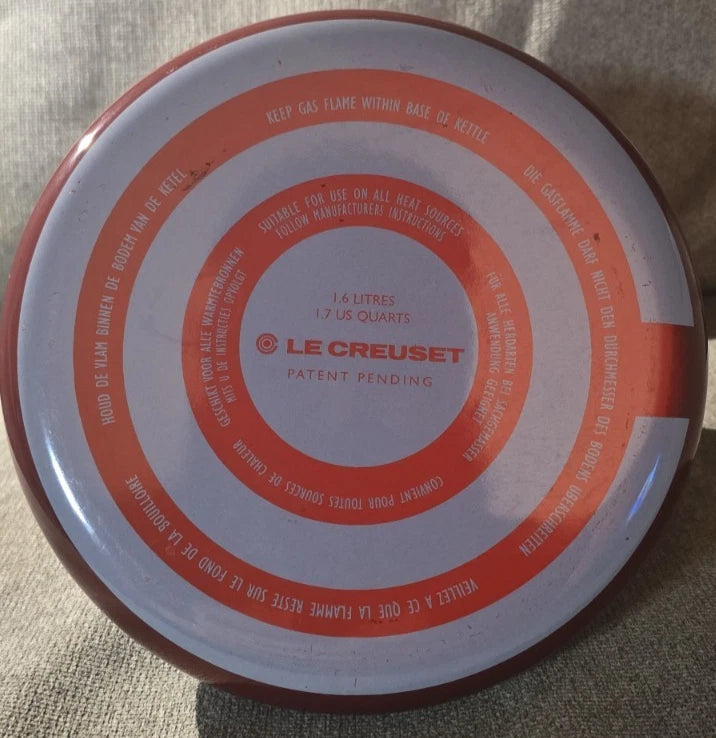 KEEP GAS FLAME WITHIN BASE OF KETTLE
DIE GASFLAMME DARF NICHT DEN DURCHMESSER DES BODENS ÜBERSCHREITEN
VEILLEZ A CE QUE LA FLAMME RESTE SUR LE FOND DE LA BOUILLOIRE
HOUD DE VLAM BINNEN DE BODEM VAN DE KETEL
SUITABLE FOR USE ON ALL HEAT SOURCES
FOLLOW MANUFACTURERS INSTRUCTIONS
FÜR ALLE HERDARTEN BEI SACHGEMÄSSER
ANWENDUNG GEEIGNET
CONVIENT POUR TOUTES SOURCES DE CHALEUR
GESCHIKT VOOR ALLE WARMTEBRONNEN
MITS U DE INSTRUCTIES OPVOLGT
1.6 LITRES
1.7 US QUARTS
LE CREUSET
PATENT PENDING